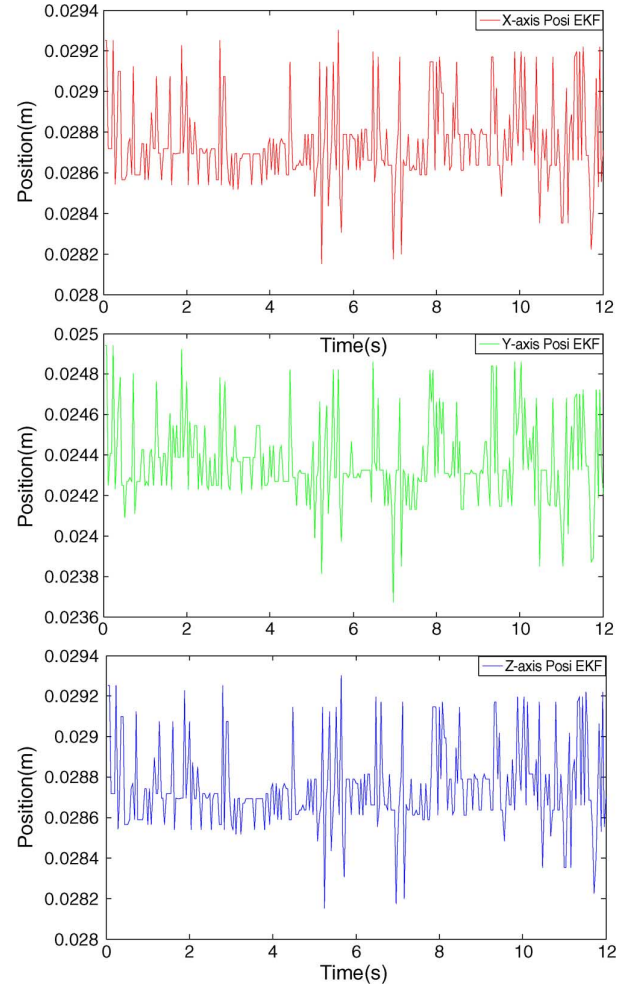 0.0294
0.0292
0.029
0.0288
0.0286
0.0284
0.0282
0.028
Position(m)
X-axis Posi EKF
0 2 4 6 8 10 12
Time(s)
0.025
0.0248
0.0246
0.0244
0.0242
0.024
0.0238
0.0236
Position(m)
Y-axis Posi EKF
0 2 4 6 8 10 12
0.0294
0.0292
0.029
0.0288
0.0286
0.0284
0.0282
0.028
Position(m)
Z-axis Posi EKF
0 2 4 6 8 10 12
Time(s)